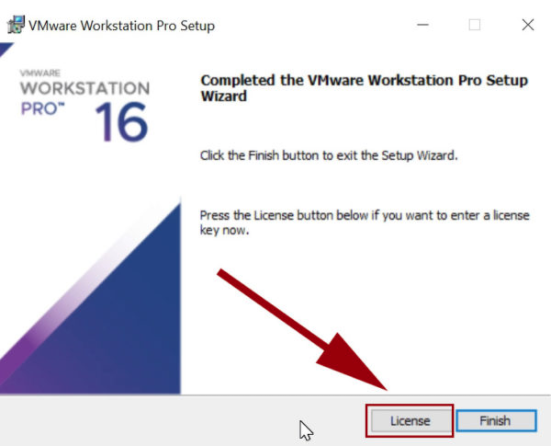 VMware Workstation Pro Setup
VMWARE
WORKSTATION
PRO™ 16
Completed the VMware Workstation Pro Setup
Wizard
Click the Finish button to exit the Setup Wizard.
Press the License button below if you want to enter a license
key now.
License Finish